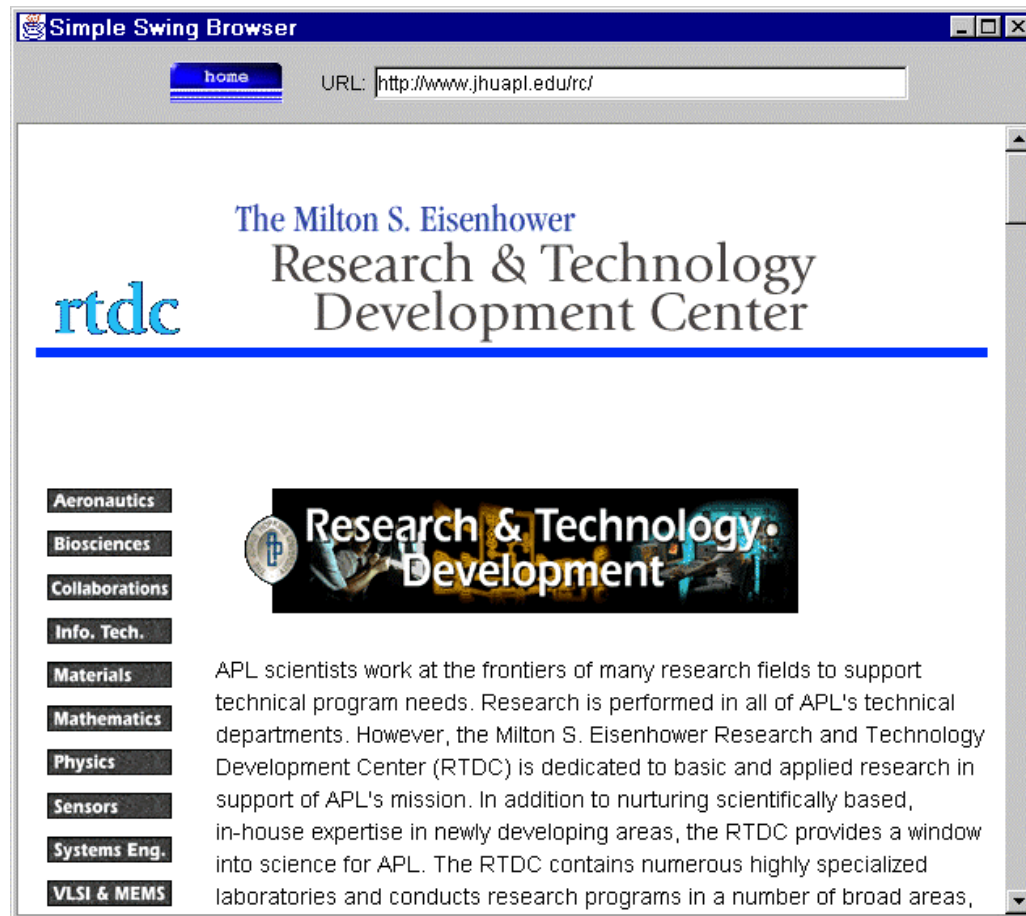 Simple Swing Browser
home
URL: http://www.jhuapl.edu/rc/
The Milton S. Eisenhower
Research & Technology
Development Center
rtdc
Aeronautics
Biosciences
Collaborations
Info. Tech.
Materials
Mathematics
Physics
Sensors
Systems Eng.
VLSI & MEMS
Research & Technology
Development
APL scientists work at the frontiers of many research fields to support
technical program needs. Research is performed in all of APL's technical
departments. However, the Milton S. Eisenhower Research and Technology
Development Center (RTDC) is dedicated to basic and applied research in
support of APL's mission. In addition to nurturing scientifically based,
in-house expertise in newly developing areas, the RTDC provides a window
into science for APL. The RTDC contains numerous highly specialized
laboratories and conducts research programs in a number of broad areas,